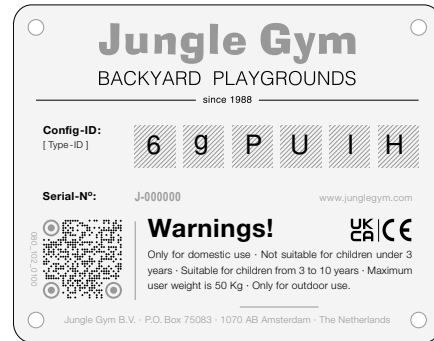 Jungle Gym
BACKYARD PLAYGROUNDS
since 1988
Config-ID:
[ Type-ID ]
6 g P U I H
Serial-Nº:
J-000000
www.junglegym.com
080_102_0100
Warnings!
UK CA CE
Only for domestic use · Not suitable for children under 3
years · Suitable for children from 3 to 10 years · Maximum
user weight is 50 Kg · Only for outdoor use.
Jungle Gym B.V. · P.O. Box 75083 · 1070 AB Amsterdam · The Netherlands